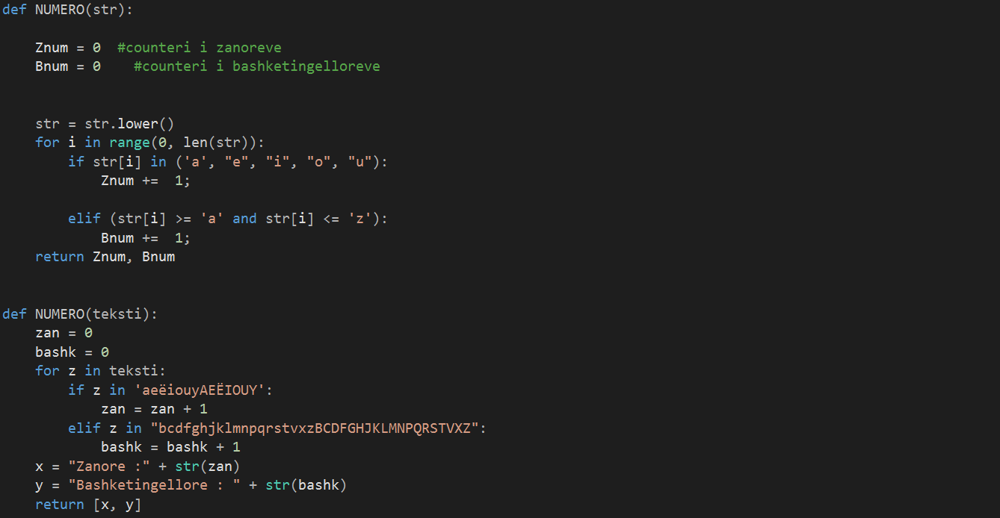 def NUMERO(str):
    Znum = 0  #counteri i zanoreve
    Bnum = 0    #counteri i bashketingelloreve
    str = str.lower()
    for i in range(0, len(str)):
        if str[i] in ('a', "e", "i", "o", "u"):
            Znum +=  1;
        elif (str[i] >= 'a' and str[i] <= 'z'):
            Bnum +=  1;
    return Znum, Bnum
def NUMERO(teksti):
    zan = 0
    bashk = 0
    for z in teksti:
        if z in 'aeëiouyAEËIOUY':
            zan = zan + 1
        elif z in "bcdfghjklmnpqrstvxzBCDFGHJKLMNPQRSTVXZ":
            bashk = bashk + 1
    x = "Zanore :" + str(zan)
    y = "Bashketingellore : " + str(bashk)
    return [x, y]